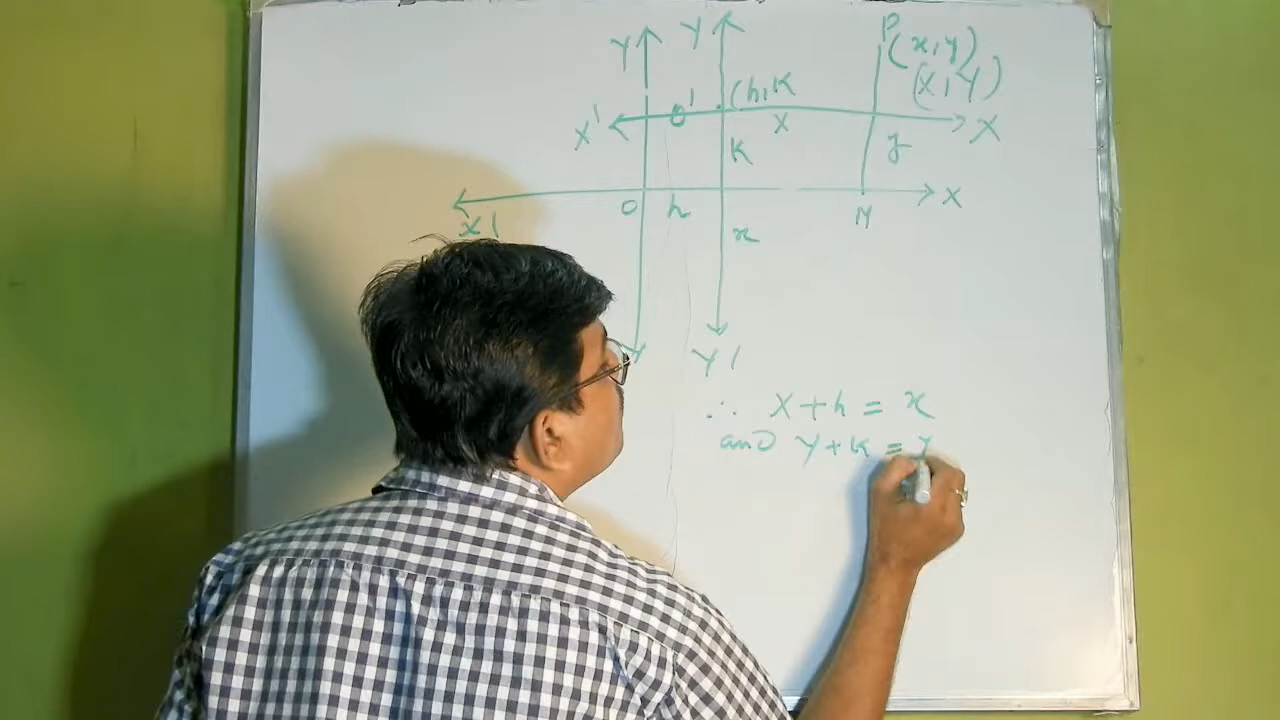 Y Y P (x, y)
(X, Y)
O' (h, K
X' X X
K y
O h M X
X'
x
Y Y'
∴ X + h = x
and Y + K = y